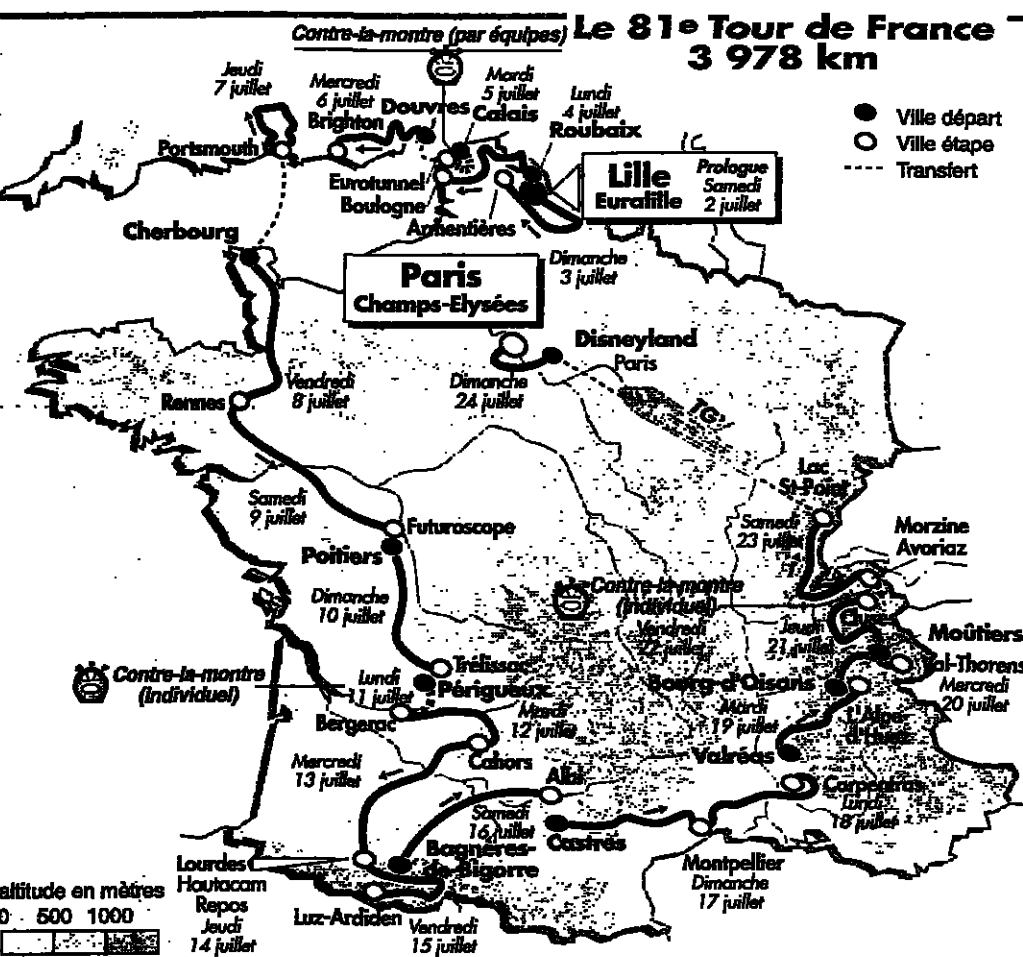 Contre-la-montre (par équipes)
Le 81e Tour de France
3 978 km
Ville départ
Ville étape
Transfert
Jeudi
7 juillet
Mercredi
6 juillet
Mardi
5 juillet
Lundi
4 juillet
Douvres
Calais
Brighton
Roubaix
Portsmouth
Eurotunnel
Boulogne
Lille
Euralille
Prologue
Samedi
2 juillet
Armentières
Cherbourg
Dimanche
3 juillet
Paris
Champs-Elysées
Disneyland
Paris
Vendredi
8 juillet
Dimanche
24 juillet
Rennes
TGV
Lac
St-Point
Samedi
9 juillet
Futuroscope
Samedi
23 juillet
Morzine
Avoriaz
Poitiers
Dimanche
10 juillet
Contre-la-montre
(individuel)
Vendredi
22 juillet
Cluses
Jeudi
21 juillet
Moûtiers
Val-Thorens
Mercredi
20 juillet
Contre-la-montre
(individuel)
Trélissac
Lundi
11 juillet
Périgueux
Bourg-d'Oisans
Bergerac
Mardi
12 juillet
Mardi
19 juillet
L'Alpe
d'Huez
Cahors
Valréas
Mercredi
13 juillet
Albi
Carpentras
Lundi
18 juillet
Samedi
16 juillet
Castres
Bagnères-
de-Bigorre
Lourdes
Hautacam
Repos
Jeudi
14 juillet
Montpellier
Dimanche
17 juillet
Luz-Ardiden
Vendredi
15 juillet
altitude en mètres
0 500 1000